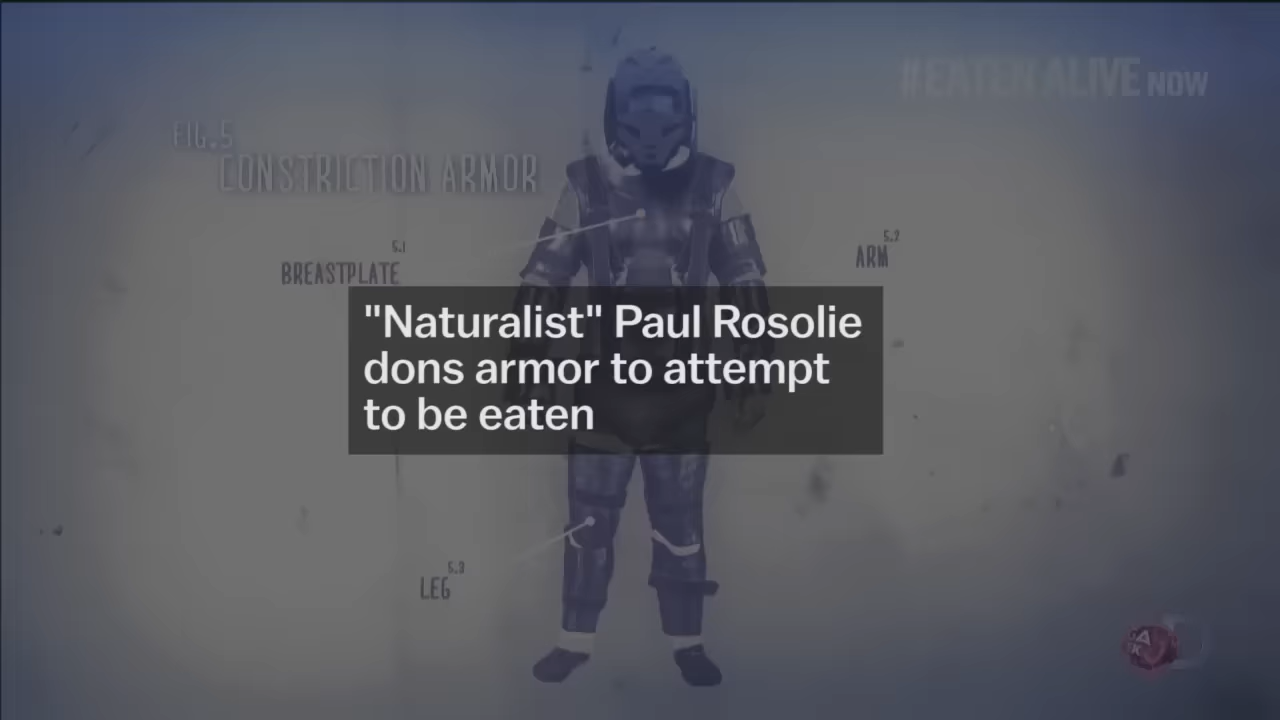 #EATEN ALIVE NOW
FIG.5
CONSTRICTION ARMOR
5.1
BREASTPLATE
5.2
ARM
"Naturalist" Paul Rosolie
dons armor to attempt
to be eaten
5.3
LEG